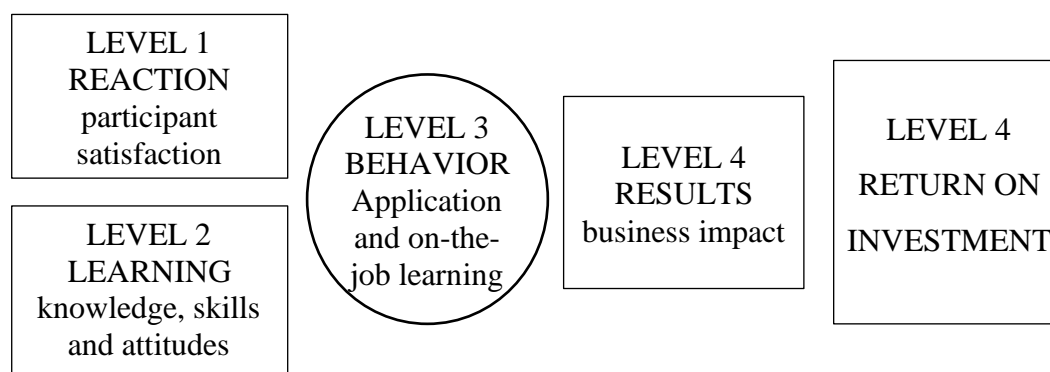 LEVEL 1
REACTION
participant
satisfaction
LEVEL 2
LEARNING
knowledge, skills
and attitudes
LEVEL 3
BEHAVIOR
Application
and on-the-
job learning
LEVEL 4
RESULTS
business impact
LEVEL 4
RETURN ON
INVESTMENT